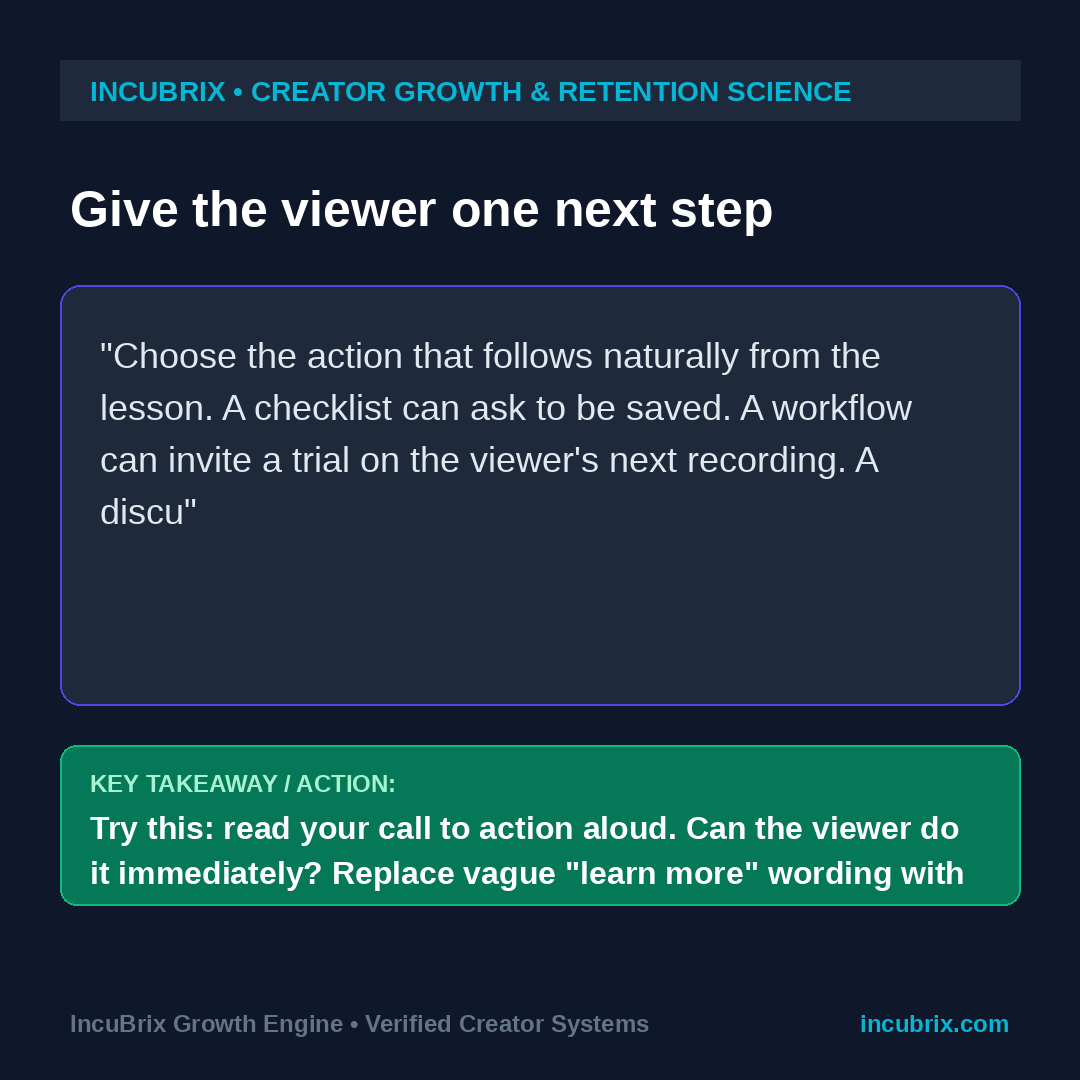 INCUBRIX • CREATOR GROWTH & RETENTION SCIENCE
Give the viewer one next step
"Choose the action that follows naturally from the
lesson. A checklist can ask to be saved. A workflow
can invite a trial on the viewer's next recording. A
discu"
KEY TAKEAWAY / ACTION:
Try this: read your call to action aloud. Can the viewer do
it immediately? Replace vague "learn more" wording with
IncuBrix Growth Engine • Verified Creator Systems
incubrix.com